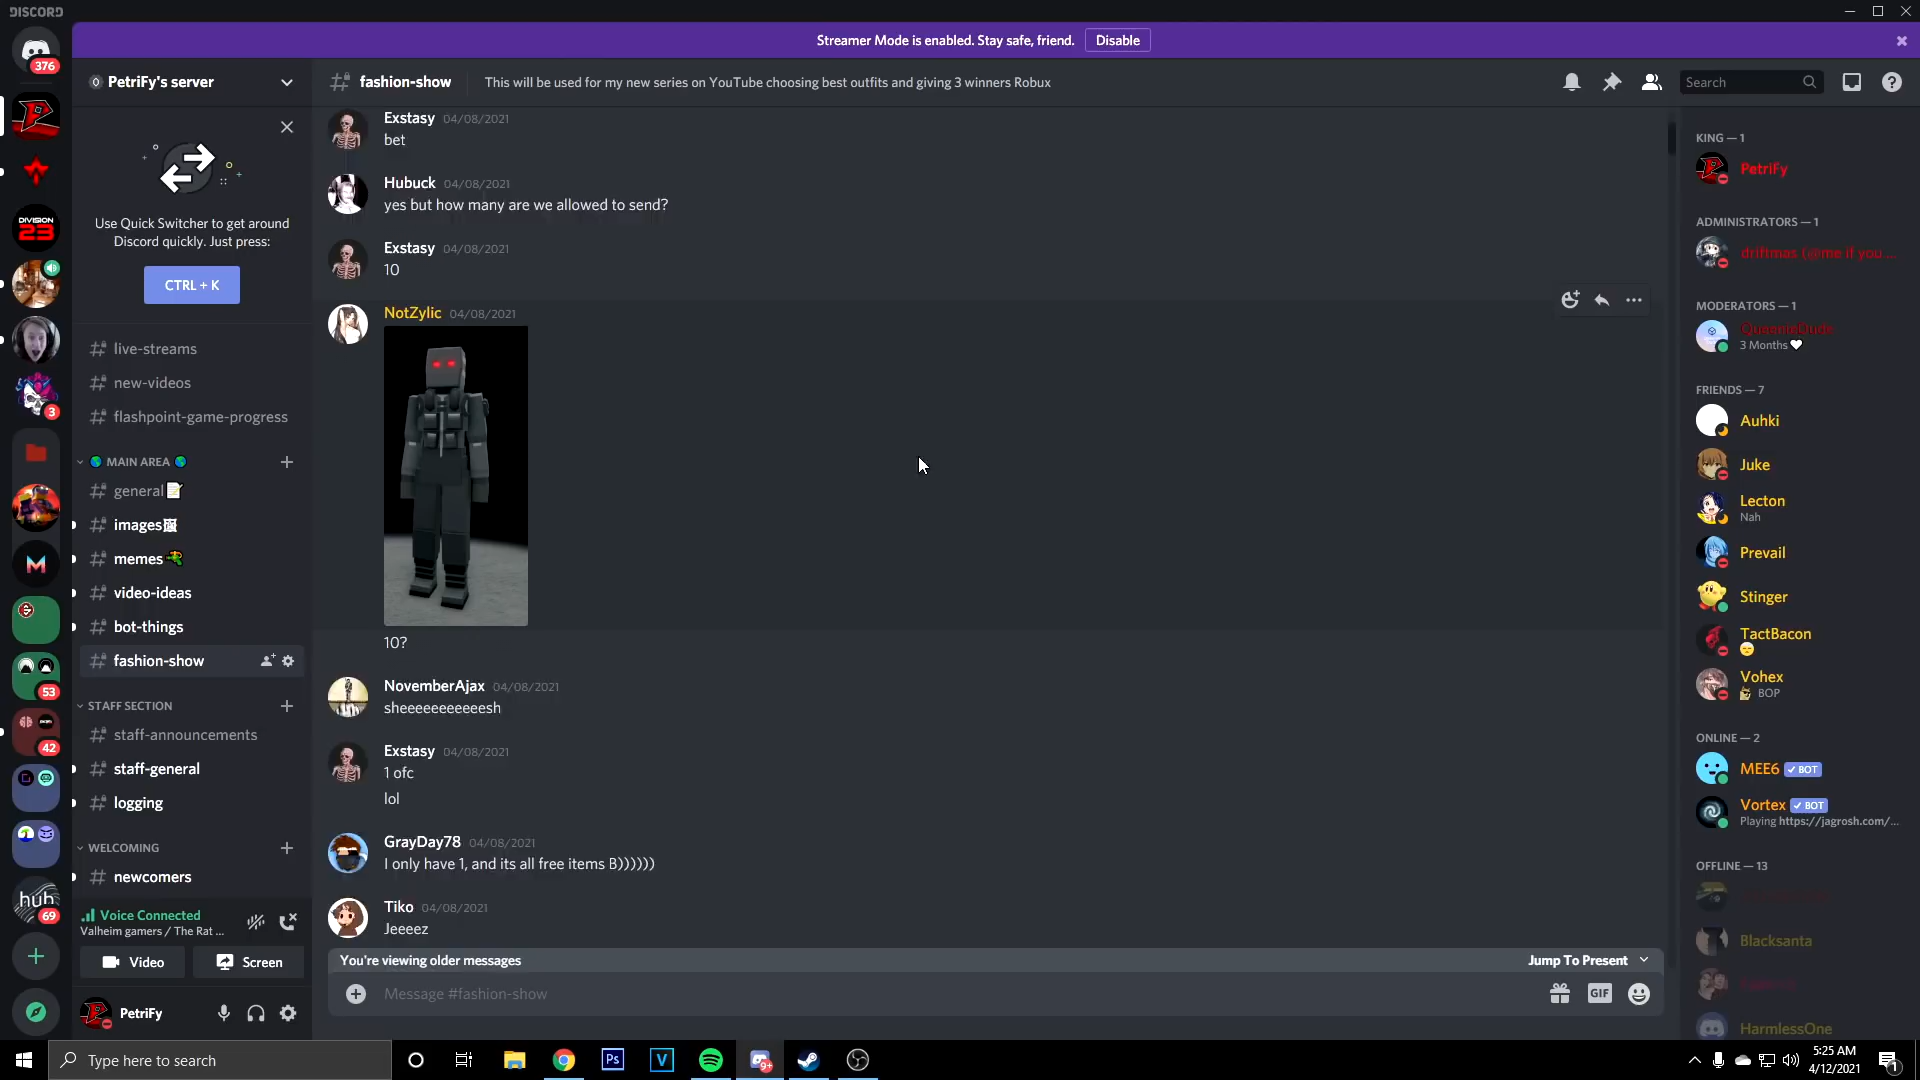 DISCORD
Streamer Mode is enabled. Stay safe, friend.
Disable
376
DIVISION
23
3
53
42
hub
69
PetriFy's server
Use Quick Switcher to get around
Discord quickly. Just press:
CTRL + K
live-streams
new-videos
flashpoint-game-progress
MAIN AREA
general
images
memes
video-ideas
bot-things
fashion-show
STAFF SECTION
staff-announcements
staff-general
logging
WELCOMING
newcomers
Voice Connected
Valheim gamers / The Rat ...
Video
Screen
PetriFy
fashion-show
This will be used for my new series on YouTube choosing best outfits and giving 3 winners Robux
Search
Exstasy 04/08/2021
bet
Hubuck 04/08/2021
yes but how many are we allowed to send?
Exstasy 04/08/2021
10
NotZylic 04/08/2021
10?
NovemberAjax 04/08/2021
sheeeeeeeeeeesh
Exstasy 04/08/2021
1 ofc
lol
GrayDay78 04/08/2021
I only have 1, and its all free items B))))))
Tiko 04/08/2021
Jeeeez
You're viewing older messages
Jump To Present
Message #fashion-show
GIF
KING — 1
PetriFy
ADMINISTRATORS — 1
driftmas (@me if you ...
MODERATORS — 1
3 Months
FRIENDS — 7
Auhki
Juke
Lecton
Nah
Prevail
Stinger
TactBacon
Vohex
BOP
ONLINE — 2
MEE6 BOT
Vortex BOT
Playing https://jagrosh.com/...
OFFLINE — 13
Blacksanta
HarmlessOne
Type here to search
Ps
V
9+
5:25 AM
4/12/2021
1